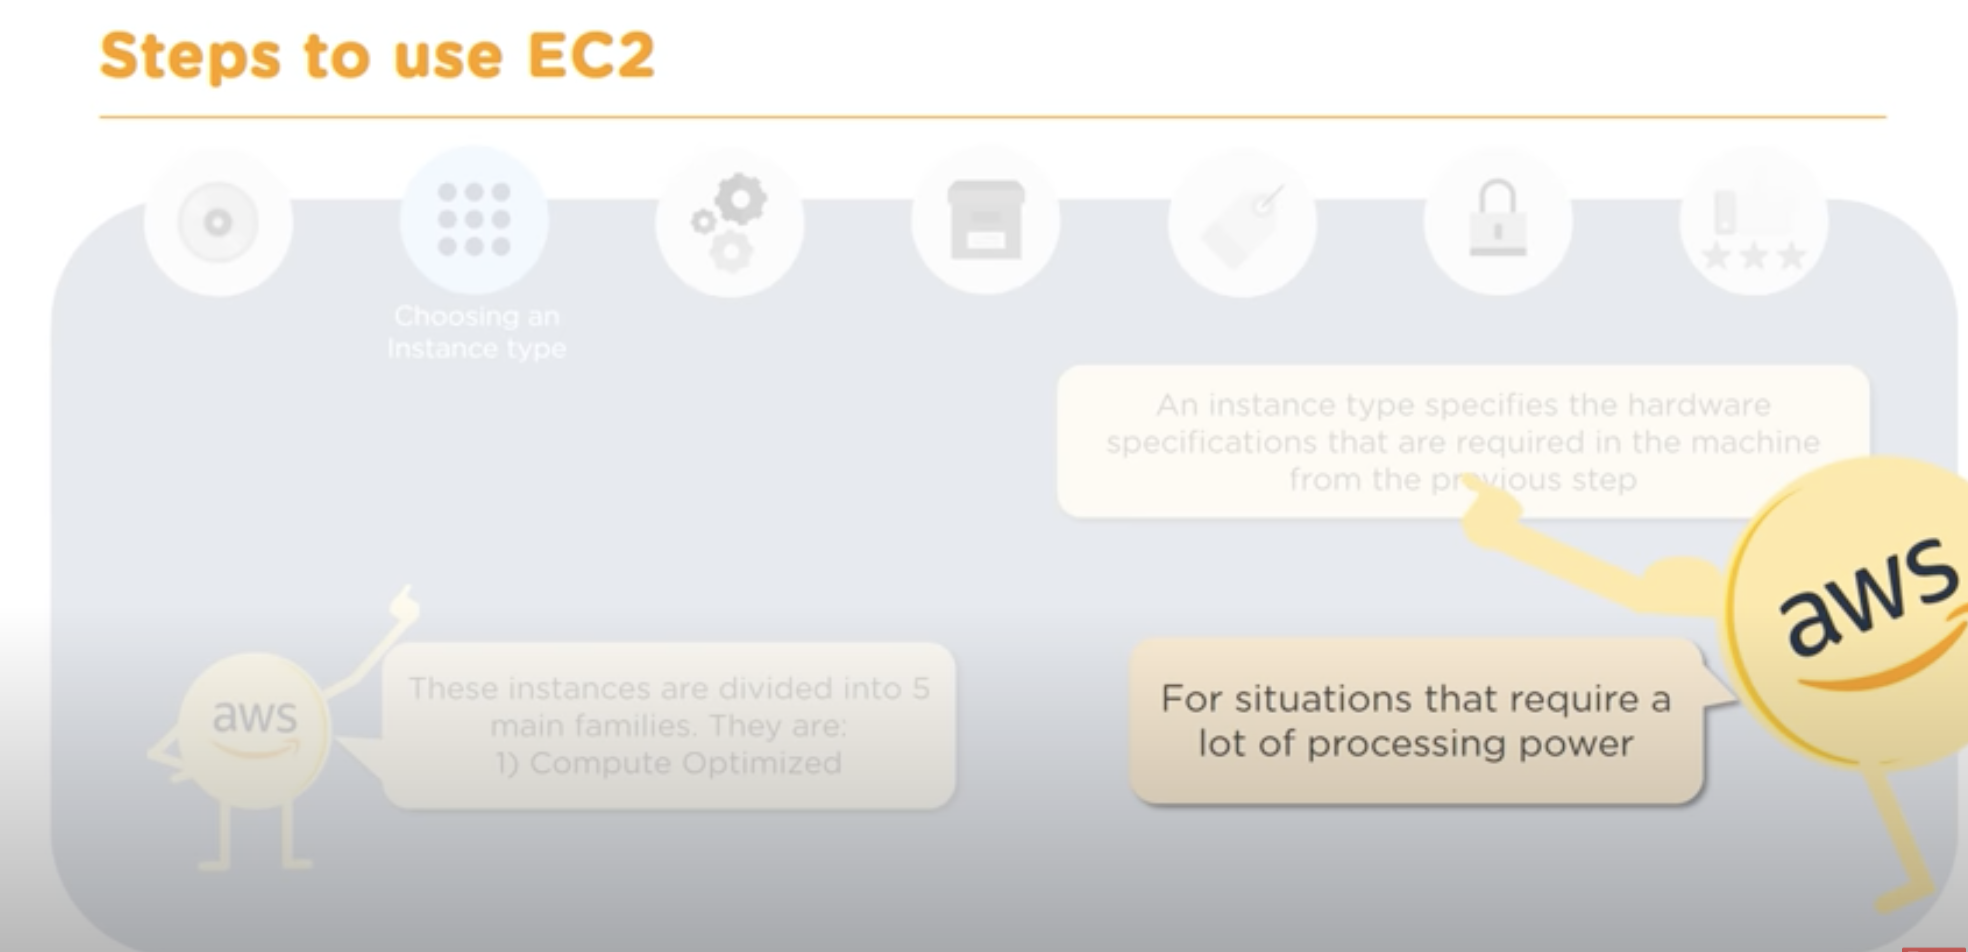 Steps to use EC2
Choosing an
Instance type
An instance type specifies the hardware
specifications that are required in the machine
from the previous step
aws
These instances are divided into 5
main families. They are:
1) Compute Optimized
aws
For situations that require a
lot of processing power